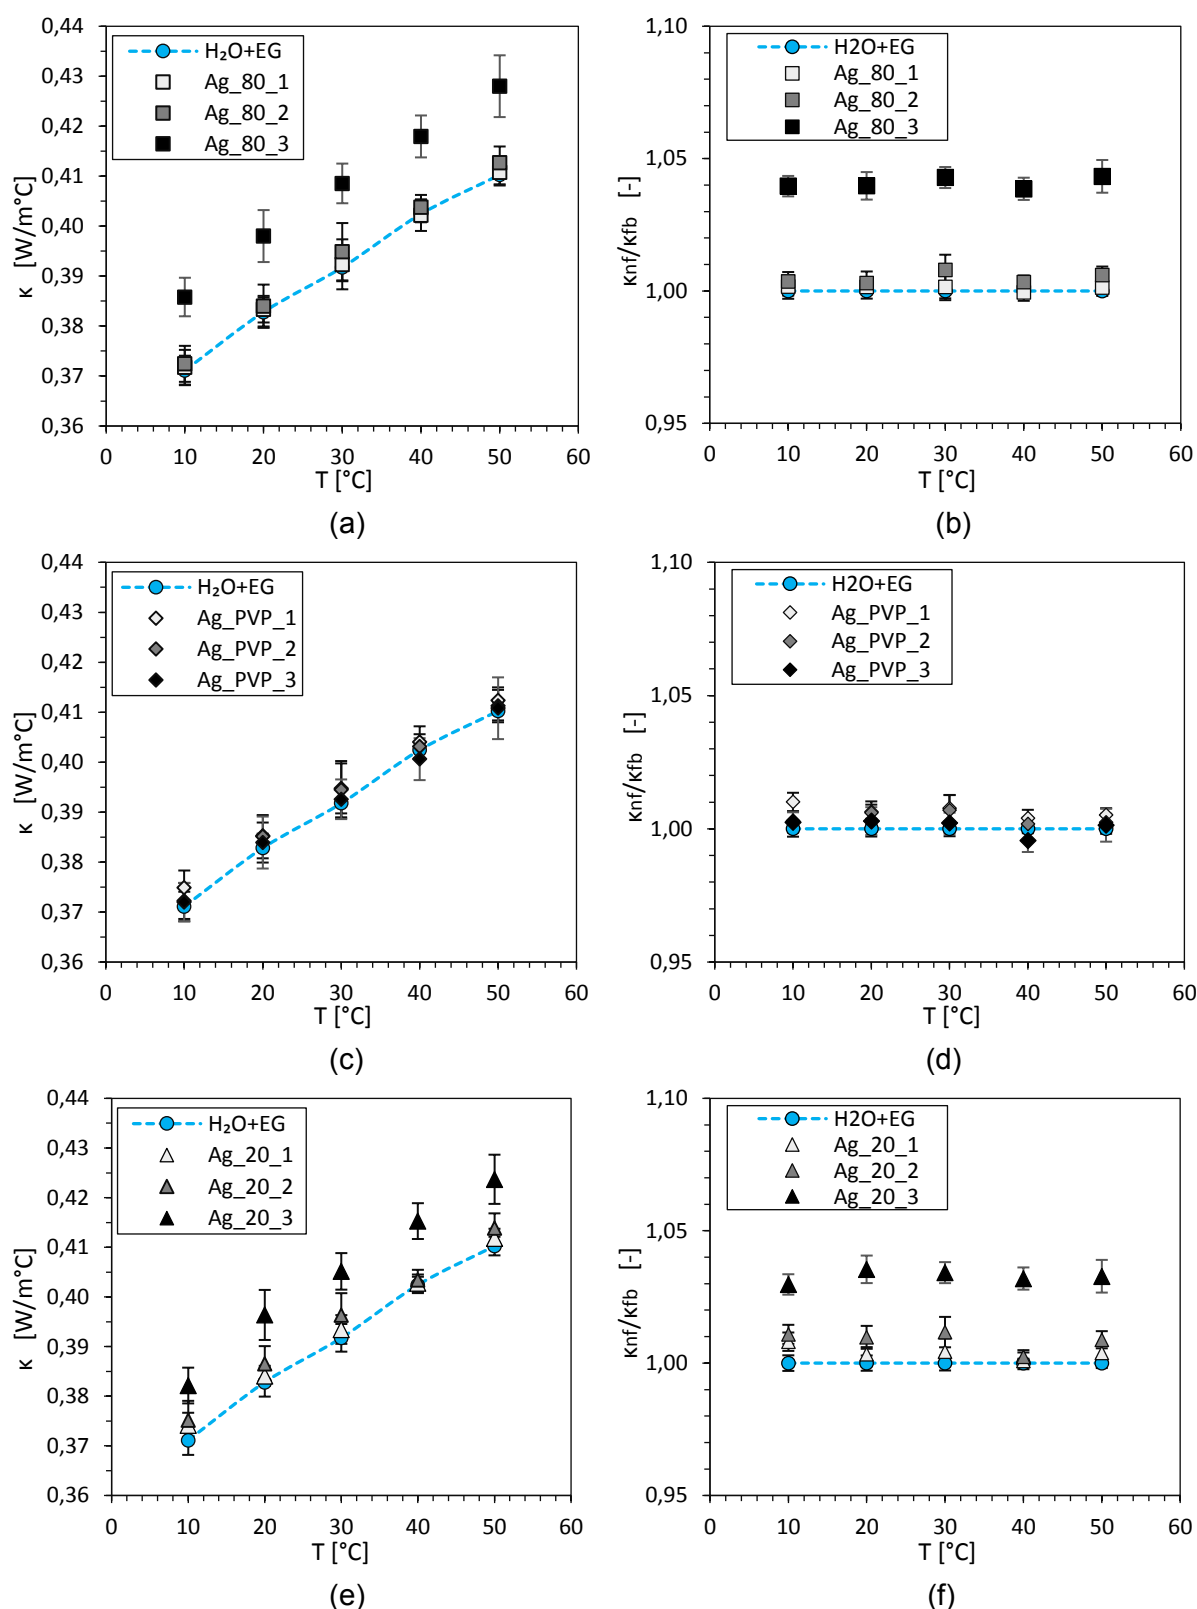 0,44
0,43
0,42
0,41
0,40
0,39
0,38
0,37
0,36
κ [W/m°C]
H₂O+EG
Ag_80_1
Ag_80_2
Ag_80_3
0 10 20 30 40 50 60
T [°C]
(a)
1,10
1,05
1,00
0,95
κnf/κfb [-]
H2O+EG
Ag_80_1
Ag_80_2
Ag_80_3
0 10 20 30 40 50 60
T [°C]
(b)
0,44
0,43
0,42
0,41
0,40
0,39
0,38
0,37
0,36
κ [W/m°C]
H₂O+EG
Ag_PVP_1
Ag_PVP_2
Ag_PVP_3
0 10 20 30 40 50 60
T [°C]
(c)
1,10
1,05
1,00
0,95
κnf/κfb [-]
H2O+EG
Ag_PVP_1
Ag_PVP_2
Ag_PVP_3
0 10 20 30 40 50 60
T [°C]
(d)
0,44
0,43
0,42
0,41
0,40
0,39
0,38
0,37
0,36
κ [W/m°C]
H₂O+EG
Ag_20_1
Ag_20_2
Ag_20_3
0 10 20 30 40 50 60
T [°C]
(e)
1,10
1,05
1,00
0,95
κnf/κfb [-]
H2O+EG
Ag_20_1
Ag_20_2
Ag_20_3
0 10 20 30 40 50 60
T [°C]
(f)